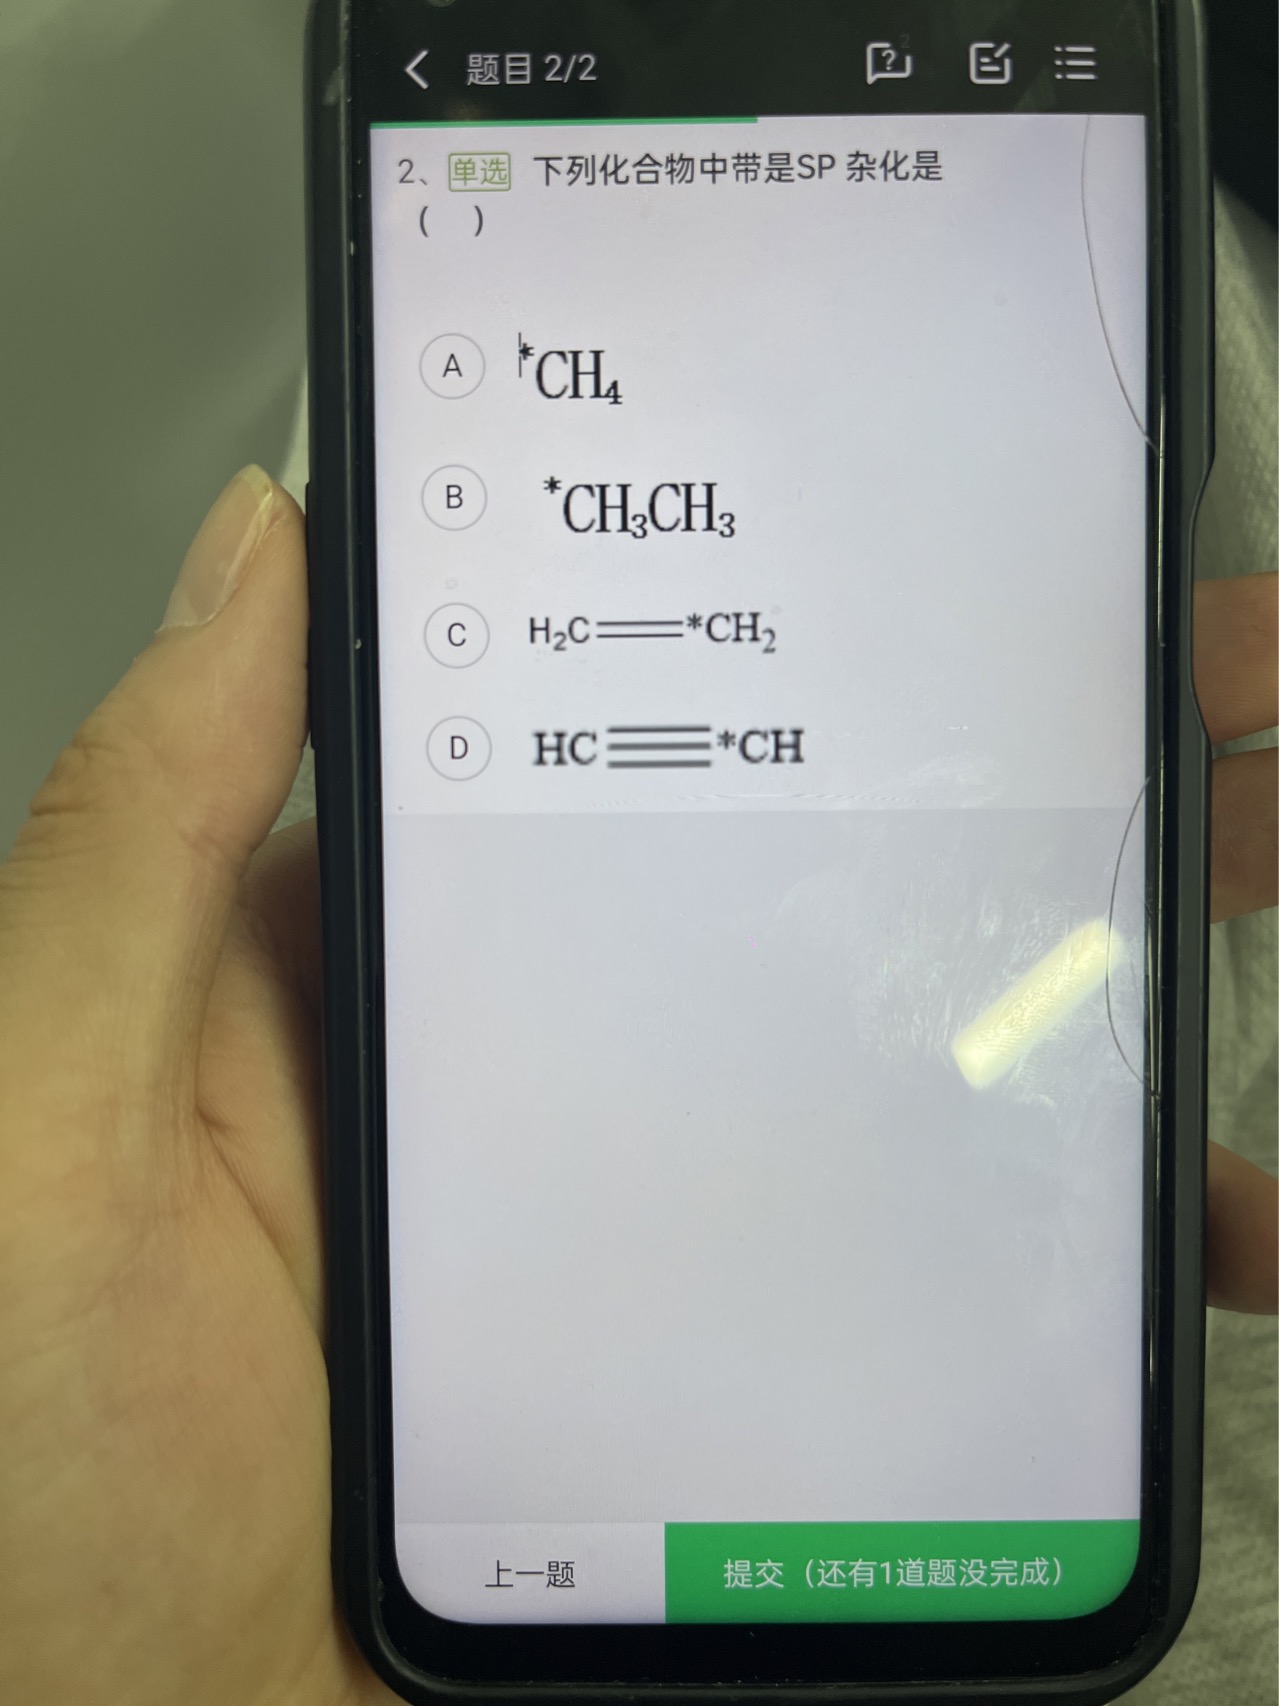 题目 2/2
2、 单选 下列化合物中带是SP 杂化是
( )
A *CH₄
B *CH₃CH₃
C H₂C=*CH₂
D HC≡*CH
上一题 提交（还有1道题没完成）